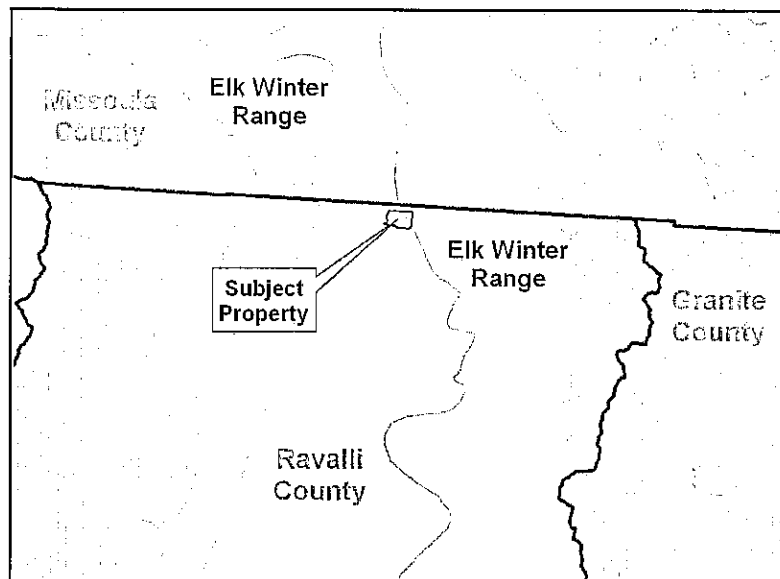 Elk Winter
Range
Missoula
County
Elk Winter
Range
Subject
Property
Granite
County
Ravalli
County